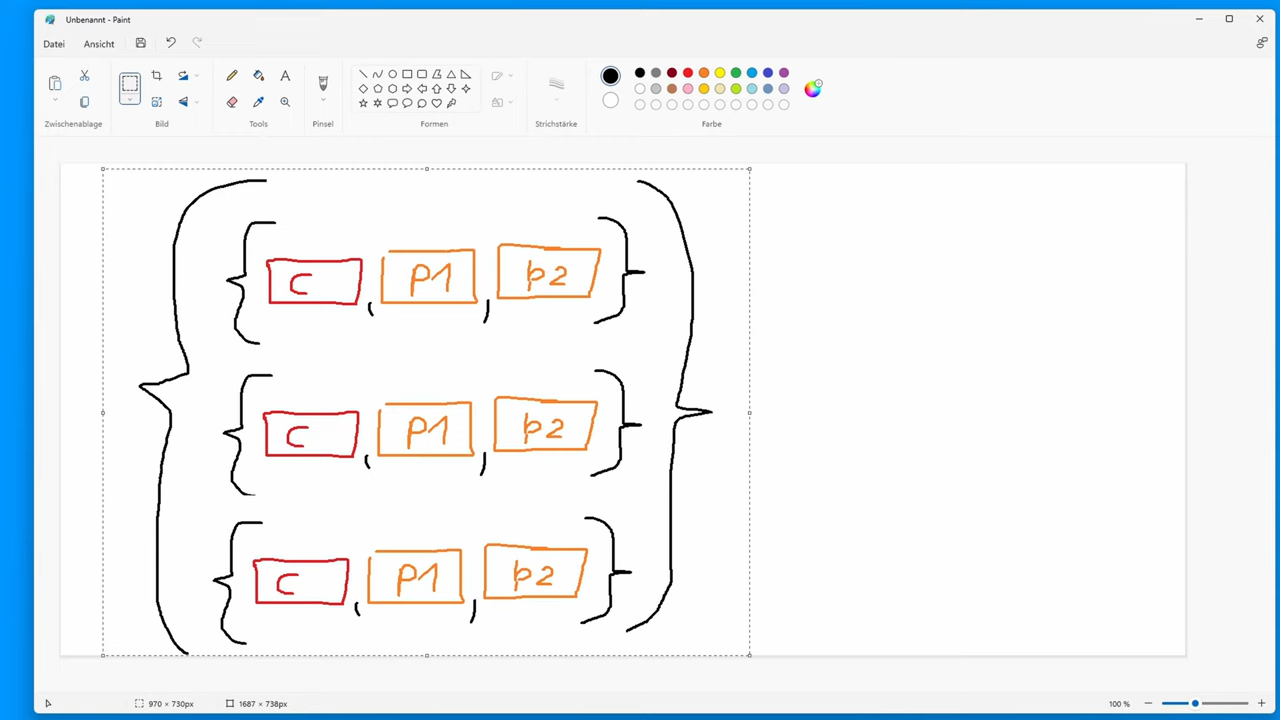 Unbenannt - Paint
Datei Ansicht
A
Zwischenablage Bild Tools Pinsel Formen Strichstärke Farbe
{ { C , P1 , P2 }
{ C , P1 , P2 }
{ C , P1 , P2 } }
970 × 730px 1687 × 738px 100 %